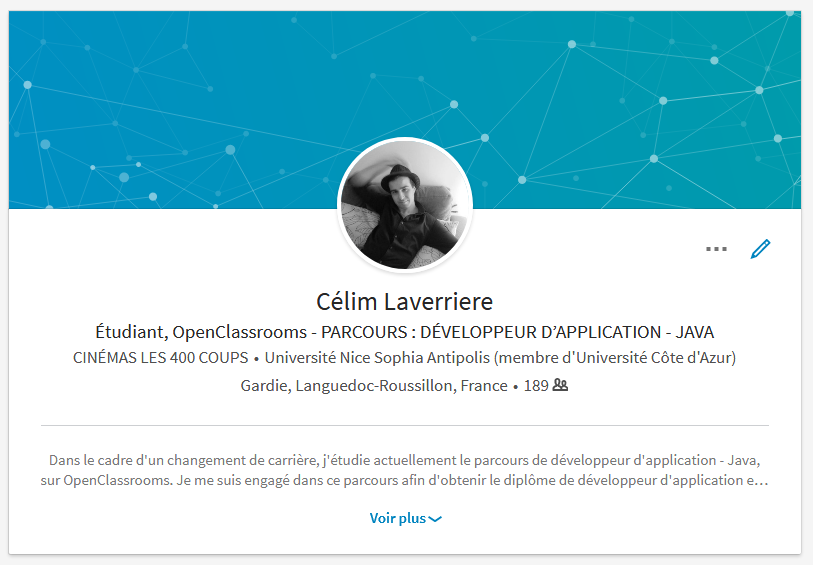 Célim Laverriere
Étudiant, OpenClassrooms - PARCOURS : DÉVELOPPEUR D’APPLICATION - JAVA
CINÉMAS LES 400 COUPS • Université Nice Sophia Antipolis (membre d'Université Côte d'Azur)
Gardie, Languedoc-Roussillon, France • 189
Dans le cadre d'un changement de carrière, j'étudie actuellement le parcours de développeur d'application - Java,
sur OpenClassrooms. Je me suis engagé dans ce parcours afin d'obtenir le diplôme de développeur d'application e…
Voir plus